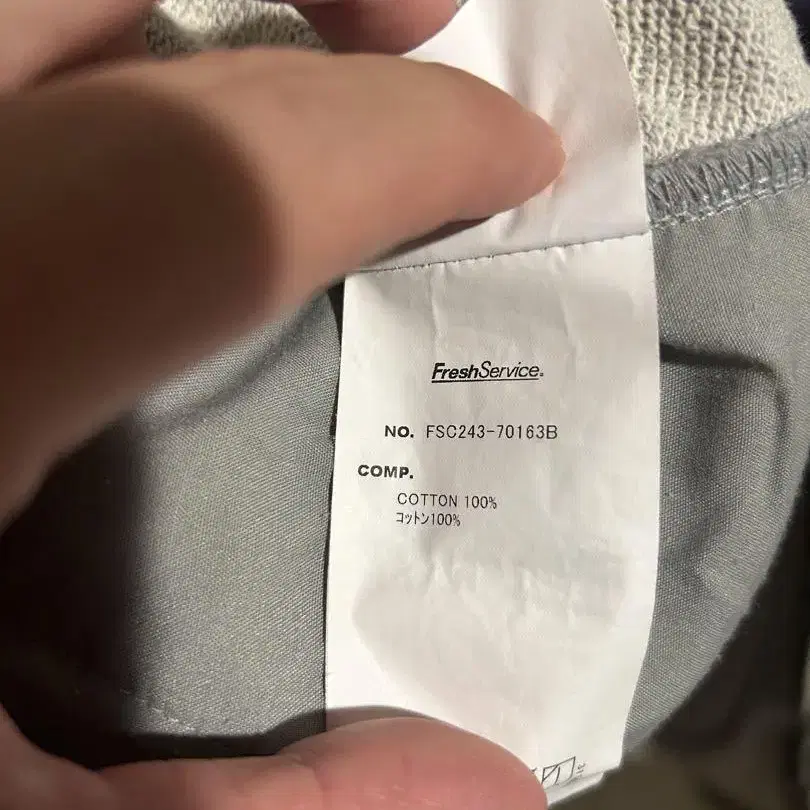 FreshService.
NO. FSC243-70163B
COMP.
COTTON 100%
コットン100%